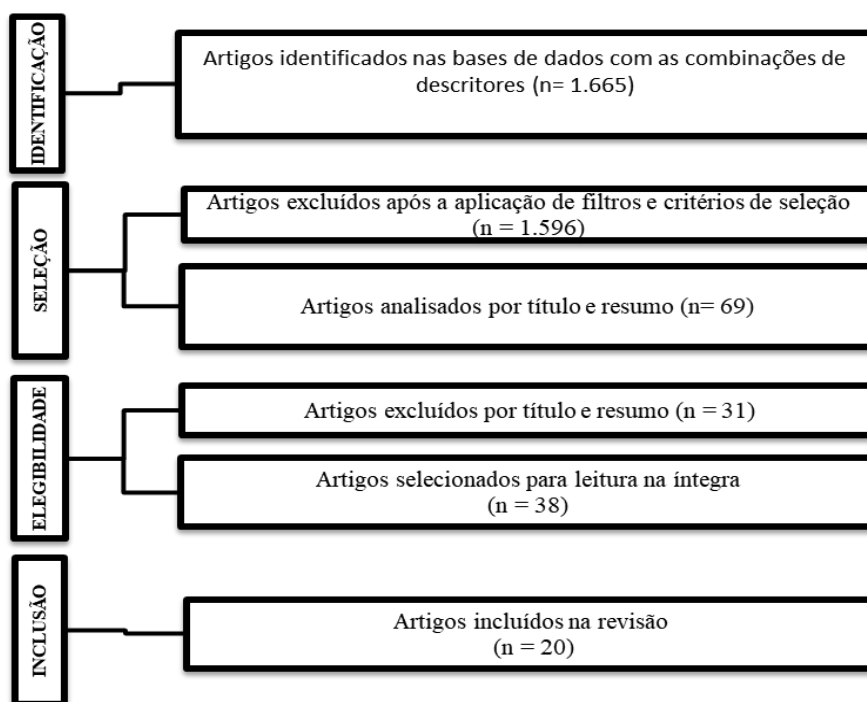 IDENTIFICAÇÃO
Artigos identificados nas bases de dados com as combinações de
descritores (n= 1.665)
SELEÇÃO
Artigos excluídos após a aplicação de filtros e critérios de seleção
(n = 1.596)
Artigos analisados por título e resumo (n= 69)
ELEGIBILIDADE
Artigos excluídos por título e resumo (n = 31)
Artigos selecionados para leitura na íntegra
(n = 38)
INCLUSÃO
Artigos incluídos na revisão
(n = 20)